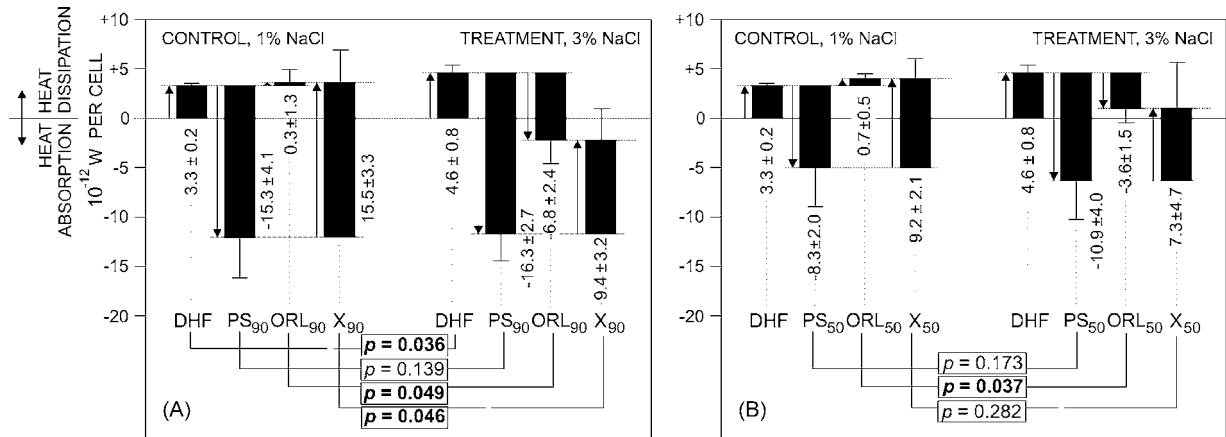 HEAT ABSORPTION HEAT DISSIPATION
10⁻¹² W PER CELL
+10
+5
0
-5
-10
-15
-20
CONTROL, 1% NaCl
TREATMENT, 3% NaCl
3.3 ± 0.2
-15.3 ± 4.1
0.3±1.3
15.5±3.3
4.6 ± 0.8
-16.3 ± 2.7
-6.8 ± 2.4
9.4±3.2
DHF PS₉₀ ORL₉₀ X₉₀ DHF PS₉₀ ORL₉₀ X₉₀
p = 0.036
p = 0.139
p = 0.049
p = 0.046
(A)
+10
+5
0
-5
-10
-15
-20
CONTROL, 1% NaCl
TREATMENT, 3% NaCl
3.3 ± 0.2
-8.3±2.0
0.7±0.5
9.2 ± 2.1
4.6 ± 0.8
-10.9±4.0
-3.6±1.5
7.3±4.7
DHF PS₅₀ ORL₅₀ X₅₀ DHF PS₅₀ ORL₅₀ X₅₀
p = 0.173
p = 0.037
p = 0.282
(B)